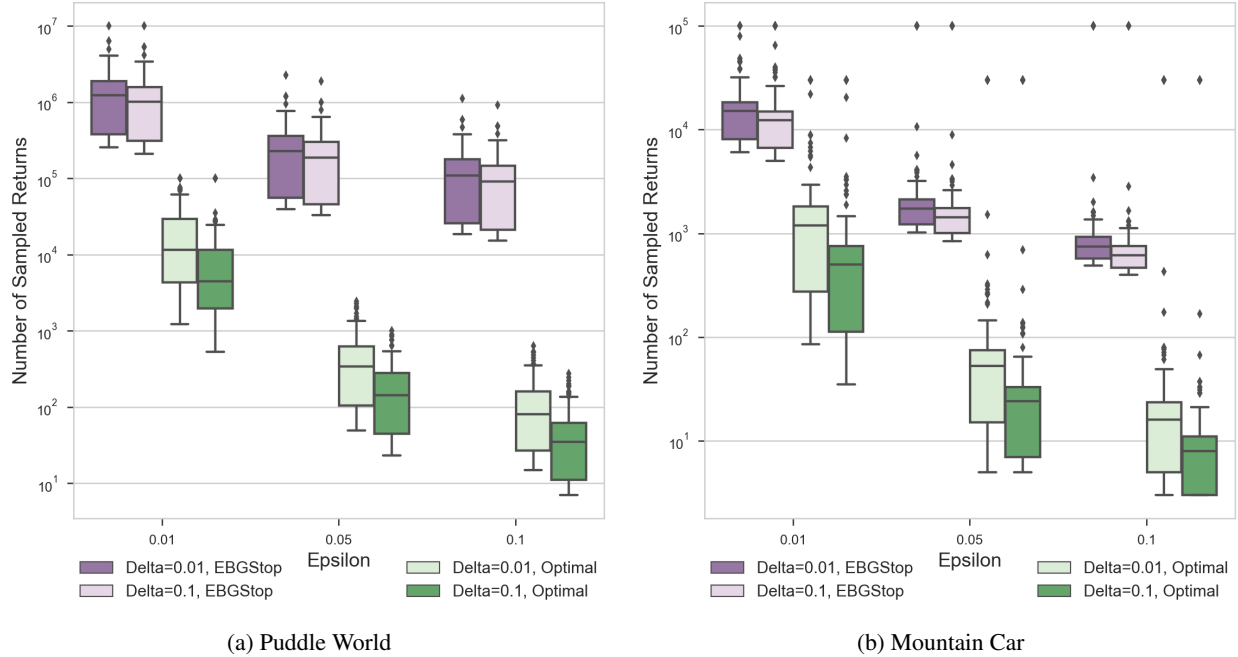 Number of Sampled Returns
10^7
10^6
10^5
10^4
10^3
10^2
10^1
0.01
0.05
0.1
Epsilon
Delta=0.01, EBGStop
Delta=0.1, EBGStop
Delta=0.01, Optimal
Delta=0.1, Optimal
(a) Puddle World
Number of Sampled Returns
10^5
10^4
10^3
10^2
10^1
0.01
0.05
0.1
Epsilon
Delta=0.01, EBGStop
Delta=0.1, EBGStop
Delta=0.01, Optimal
Delta=0.1, Optimal
(b) Mountain Car